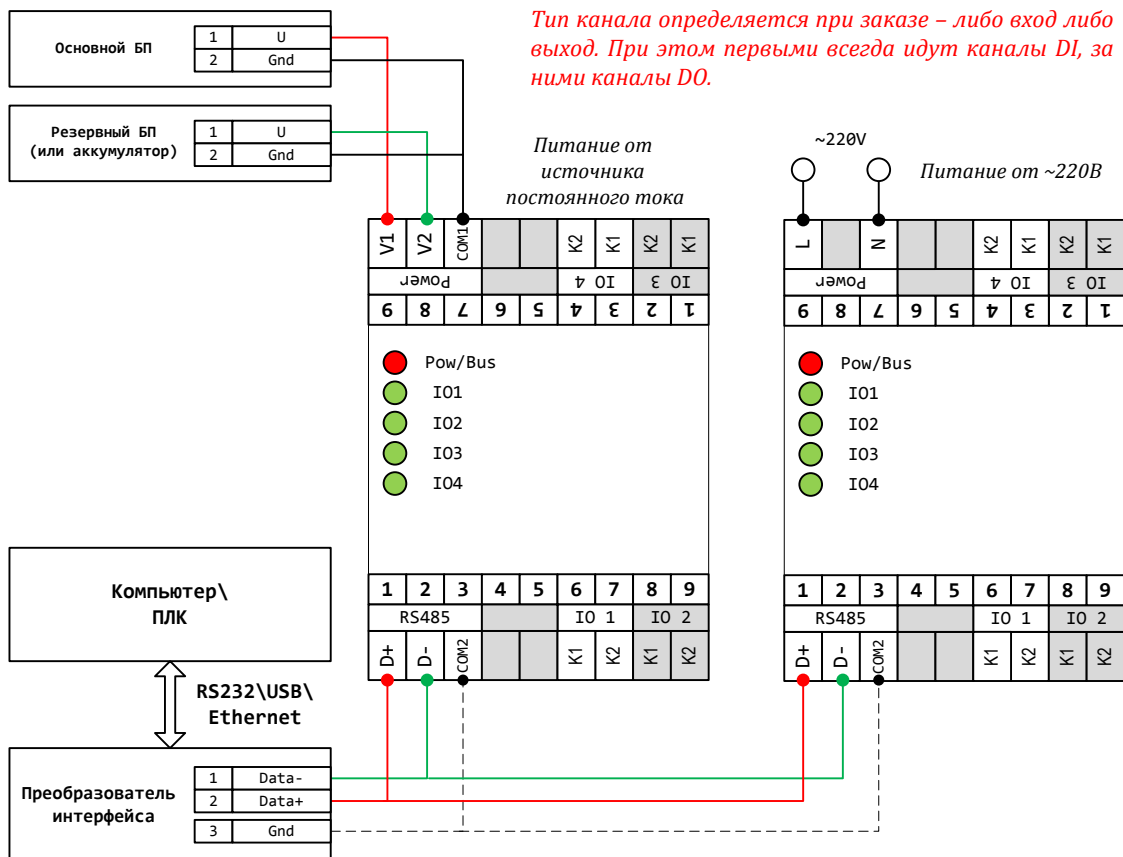 Тип канала определяется при заказе – либо вход либо
выход. При этом первыми всегда идут каналы DI, за
ними каналы DO.
Основной БП
1 U
2 Gnd
Резервный БП
(или аккумулятор)
1 U
2 Gnd
Питание от
источника
постоянного тока
~220V
Питание от ~220В
V1 V2 COM1 K2 K1 K2 K1
Power IO 4 IO 3
9 8 7 6 5 4 3 2 1
Pow/Bus
IO1
IO2
IO3
IO4
1 2 3 4 5 6 7 8 9
RS485 IO 1 IO 2
D+ D- COM2 K1 K2 K1 K2
L N K2 K1 K2 K1
Power IO 4 IO 3
9 8 7 6 5 4 3 2 1
Pow/Bus
IO1
IO2
IO3
IO4
1 2 3 4 5 6 7 8 9
RS485 IO 1 IO 2
D+ D- COM2 K1 K2 K1 K2
Компьютер\
ПЛК
RS232\USB\
Ethernet
Преобразователь
интерфейса
1 Data-
2 Data+
3 Gnd